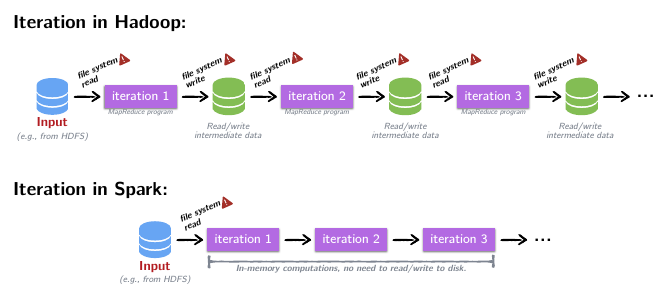 Iteration in Hadoop:
file system read
iteration 1
MapReduce program
file system write
Read/write intermediate data
file system read
iteration 2
MapReduce program
file system write
Read/write intermediate data
file system read
iteration 3
MapReduce program
file system write
Read/write intermediate data
...
Input
(e.g., from HDFS)
Iteration in Spark:
file system read
iteration 1
iteration 2
iteration 3
...
Input
(e.g., from HDFS)
In-memory computations, no need to read/write to disk.